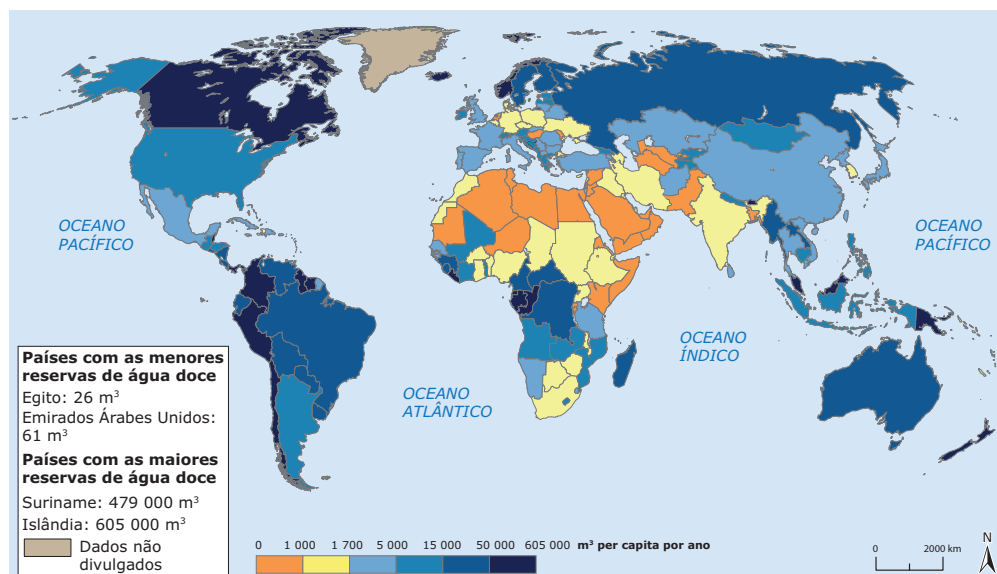 OCEANO
PACÍFICO
OCEANO
PACÍFICO
OCEANO
ÍNDICO
OCEANO
ATLÂNTICO
Países com as menores
reservas de água doce
Egito: 26 m³
Emirados Árabes Unidos:
61 m³
Países com as maiores
reservas de água doce
Suriname: 479 000 m³
Islândia: 605 000 m³
Dados não
divulgados
0 1 000 1 700 5 000 15 000 50 000 605 000 m³ per capita por ano
0 2000 km
N